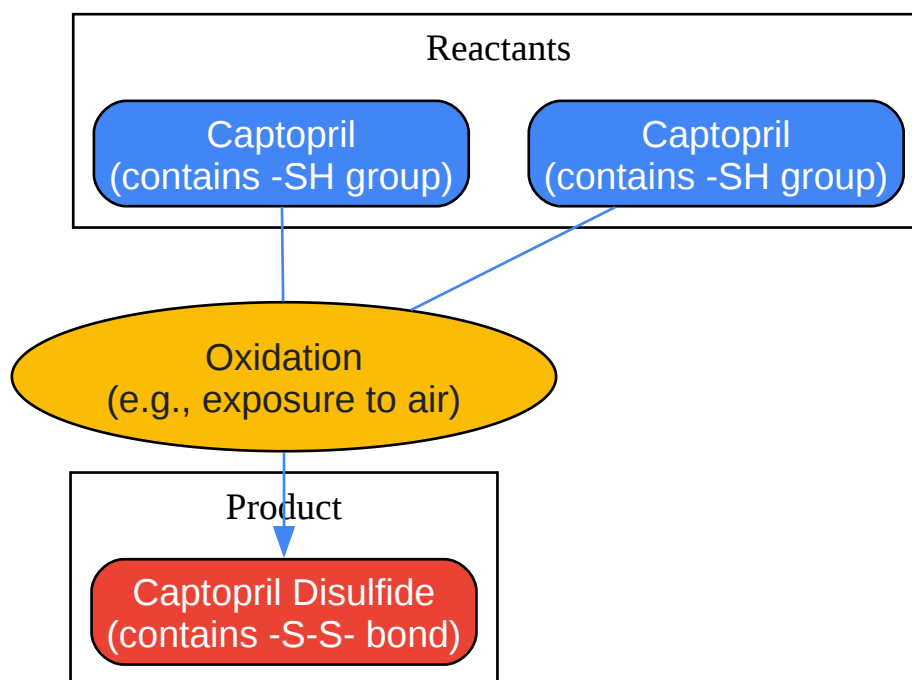 Reactants
Captopril
(contains -SH group)
Captopril
(contains -SH group)
Oxidation
(e.g., exposure to air)
Product
Captopril Disulfide
(contains -S-S- bond)